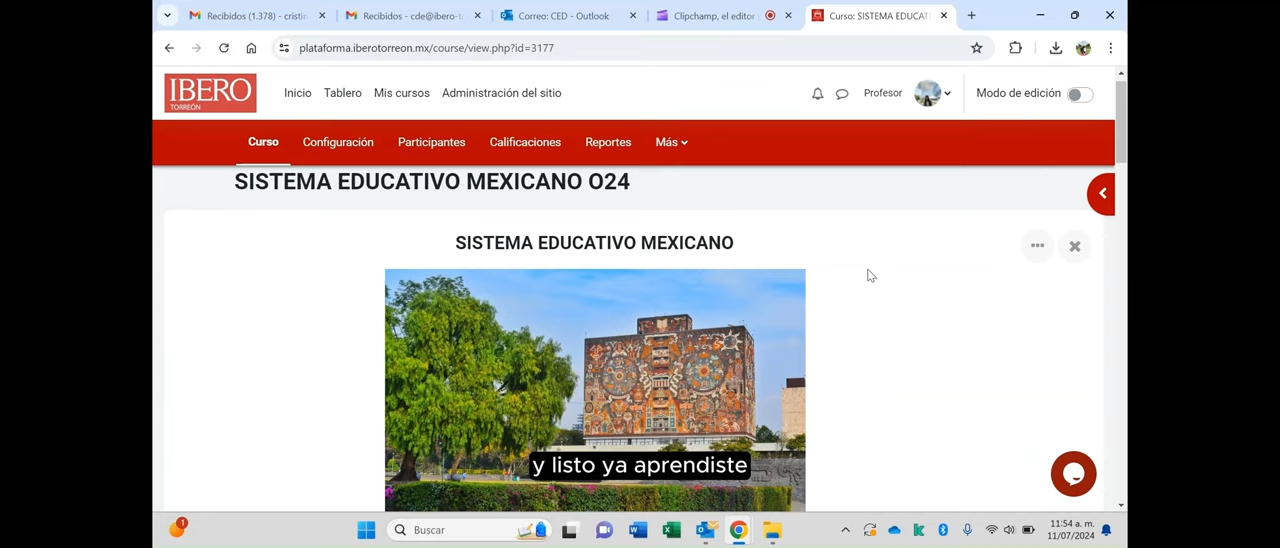 Recibidos (1.378) - cristin
Recibidos - cde@ibero-to
Correo: CED - Outlook
Clipchamp, el editor
Curso: SISTEMA EDUCAT
plataforma.iberotorreon.mx/course/view.php?id=3177
IBERO
TORREÓN
Inicio
Tablero
Mis cursos
Administración del sitio
Profesor
Modo de edición
Curso
Configuración
Participantes
Calificaciones
Reportes
Más
SISTEMA EDUCATIVO MEXICANO O24
SISTEMA EDUCATIVO MEXICANO
y listo ya aprendiste
1
Buscar
11:54 a. m.
11/07/2024